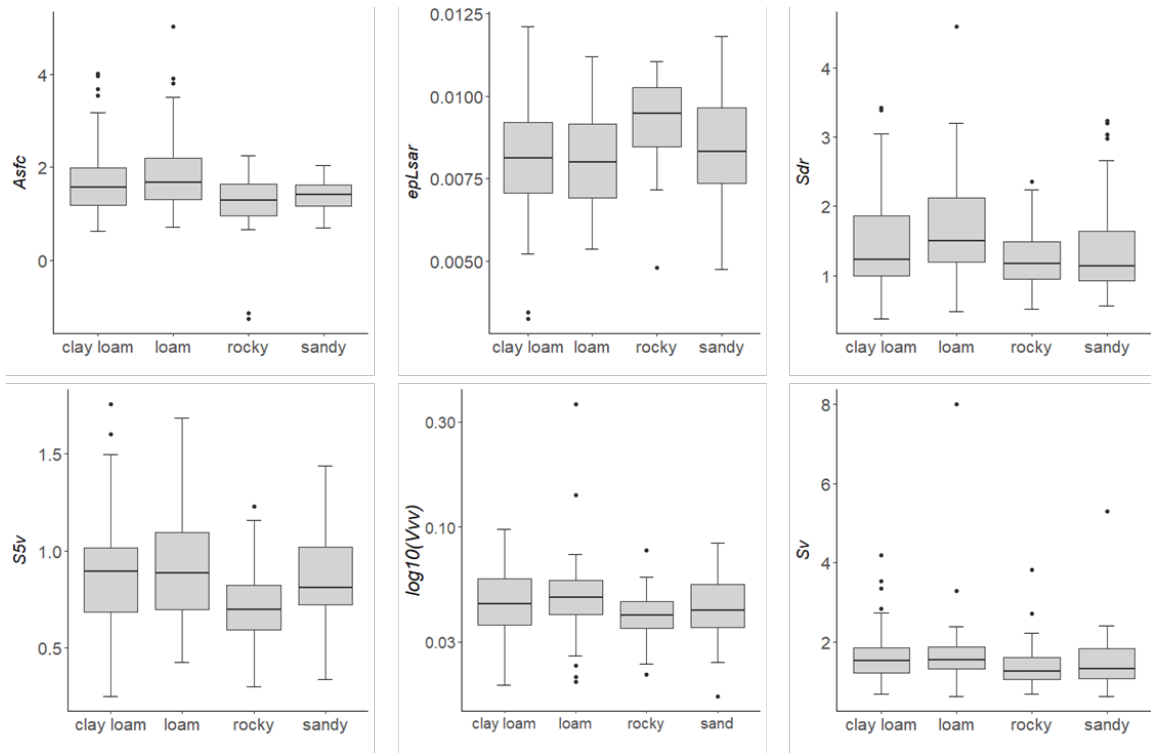 Asfc
4
2
0
clay loam loam rocky sandy
epLsar
0.0125
0.0100
0.0075
0.0050
clay loam loam rocky sandy
Sdr
4
3
2
1
clay loam loam rocky sandy
S5v
1.5
1.0
0.5
clay loam loam rocky sandy
log10(Vvv)
0.30
0.10
0.03
clay loam loam rocky sand
Sv
8
6
4
2
clay loam loam rocky sandy